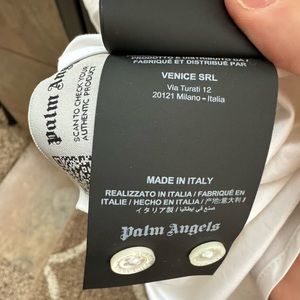 PRODOTTO E DISTRIBUITO DA /
FABRIQUÉ ET DISTRIBUÉ PAR
VENICE SRL
Via Turati 12
20121 Milano - Italia
MADE IN ITALY
REALIZZATO IN ITALIA / FABRIQUÉ EN
ITALIE / HECHO EN ITALIA / 产地:意大利 /
イタリア製 / صنع في إيطاليا
Palm Angels
Palm Angels
SCAN TO CHECK YOUR
AUTHENTIC PRODUCT